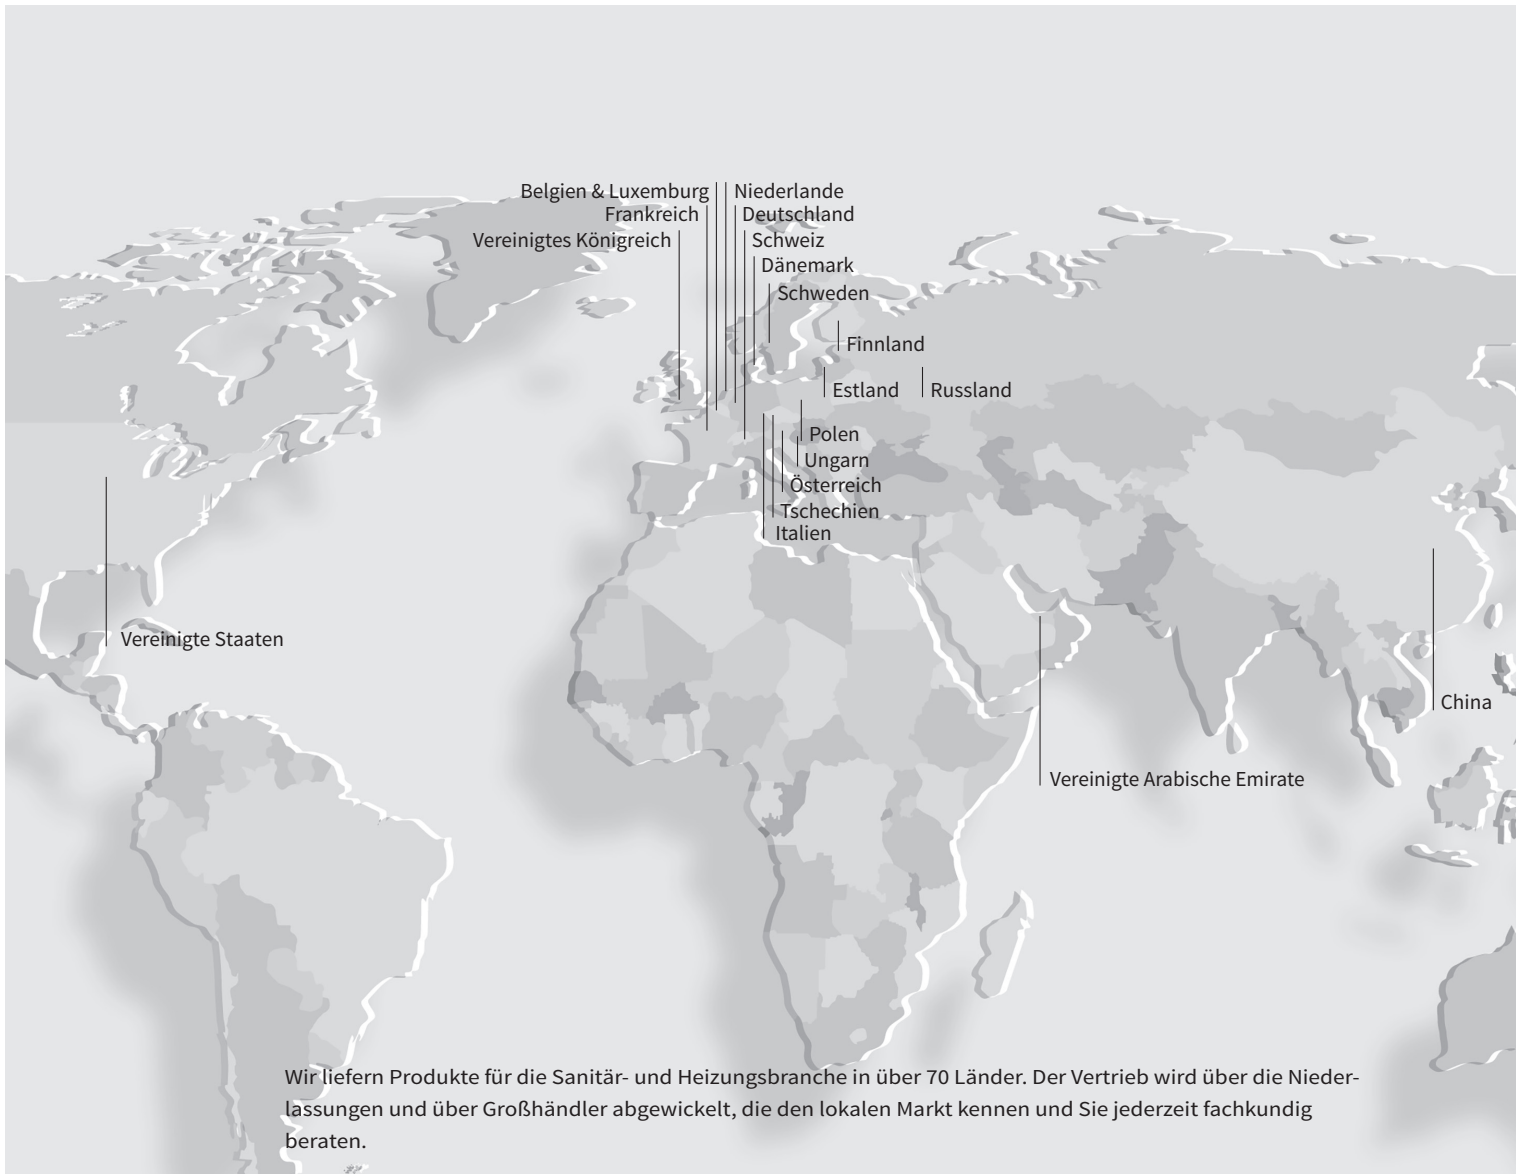 Belgien & Luxemburg
Niederlande
Frankreich
Deutschland
Vereinigtes Königreich
Schweiz
Dänemark
Schweden
Finnland
Estland
Russland
Polen
Ungarn
Österreich
Tschechien
Italien
Vereinigte Staaten
China
Vereinigte Arabische Emirate
Wir liefern Produkte für die Sanitär- und Heizungsbranche in über 70 Länder. Der Vertrieb wird über die Nieder-
lassungen und über Großhändler abgewickelt, die den lokalen Markt kennen und Sie jederzeit fachkundig
beraten.